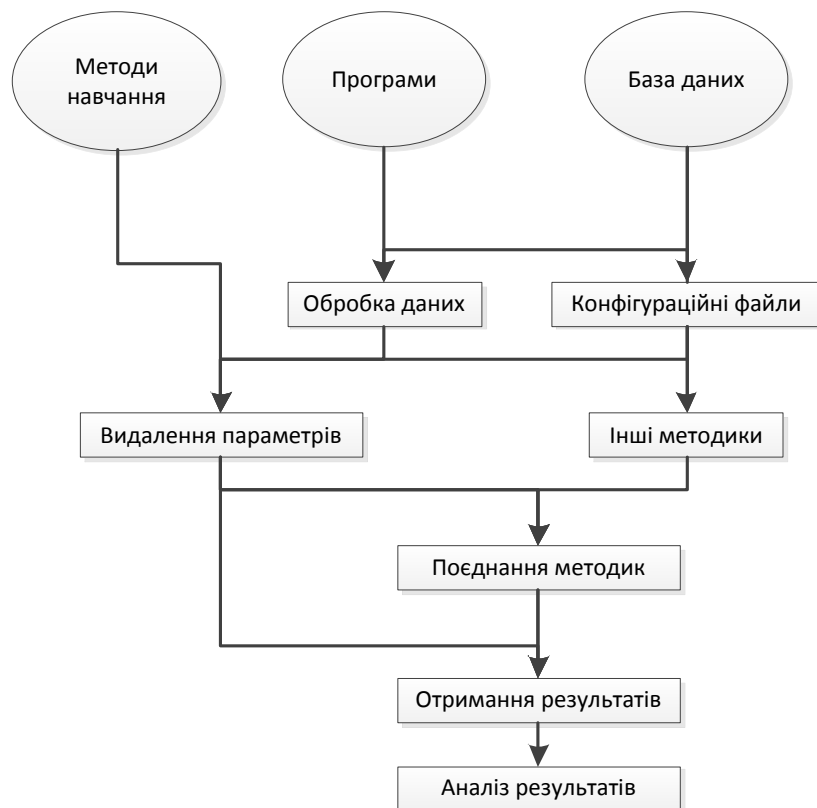 Методи
навчання
Програми
База даних
Обробка даних
Конфігураційні файли
Видалення параметрів
Інші методики
Поєднання методик
Отримання результатів
Аналіз результатів